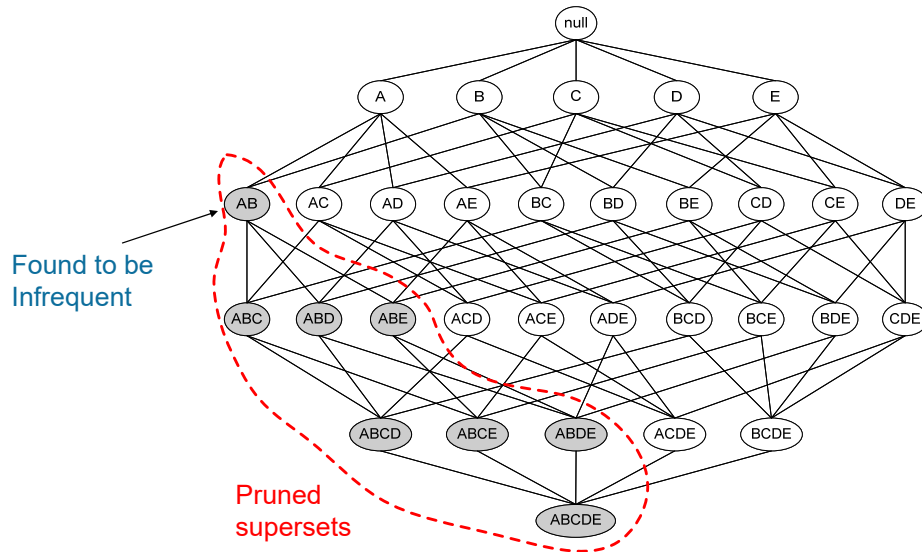 null
A B C D E
AB AC AD AE BC BD BE CD CE DE
Found to be
Infrequent
ABC ABD ABE ACD ACE ADE BCD BCE BDE CDE
ABCD ABCE ABDE ACDE BCDE
Pruned
supersets
ABCDE